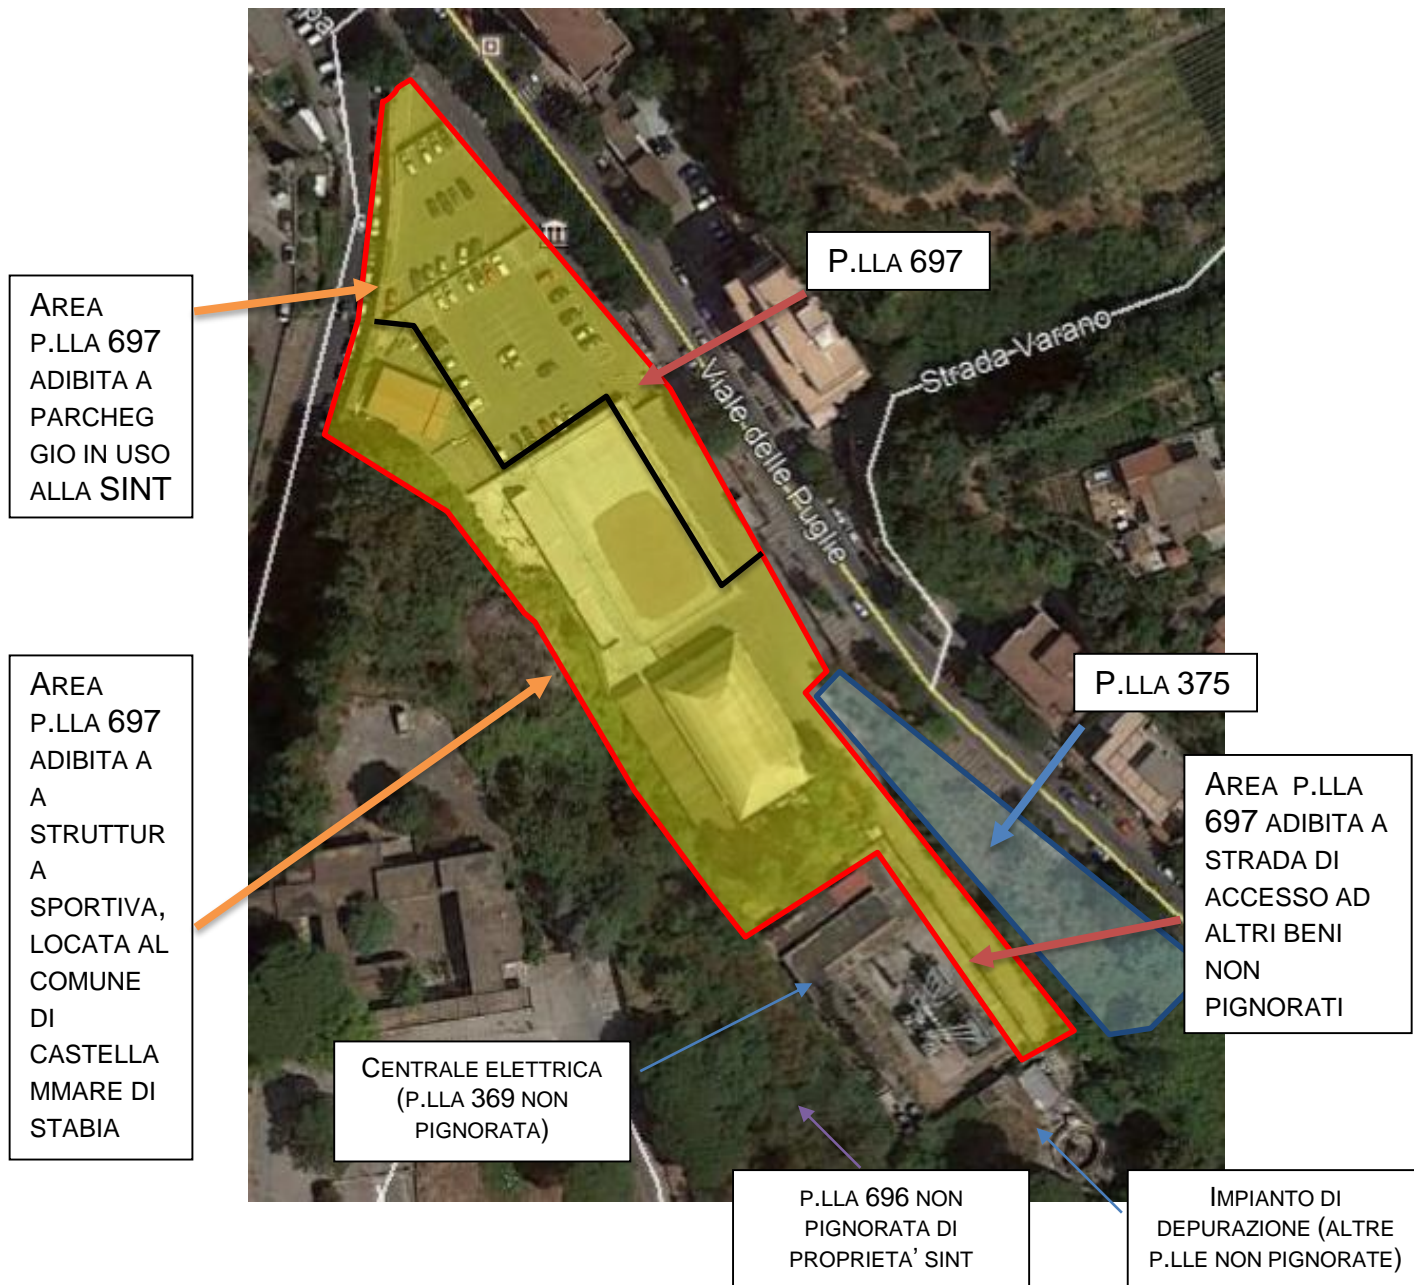 pa
P.LLA 697
AREA
P.LLA 697
ADIBITA A
PARCHEG
GIO IN USO
ALLA SINT
Strada Varano
Viale delle Puglie
AREA
P.LLA 697
ADIBITA A
A
STRUTTUR
A
SPORTIVA,
LOCATA AL
COMUNE
DI
CASTELLA
MMARE DI
STABIA
P.LLA 375
AREA P.LLA
697 ADIBITA A
STRADA DI
ACCESSO AD
ALTRI BENI
NON
PIGNORATI
CENTRALE ELETTRICA
(P.LLA 369 NON
PIGNORATA)
P.LLA 696 NON
PIGNORATA DI
PROPRIETA' SINT
IMPIANTO DI
DEPURAZIONE (ALTRE
P.LLE NON PIGNORATE)